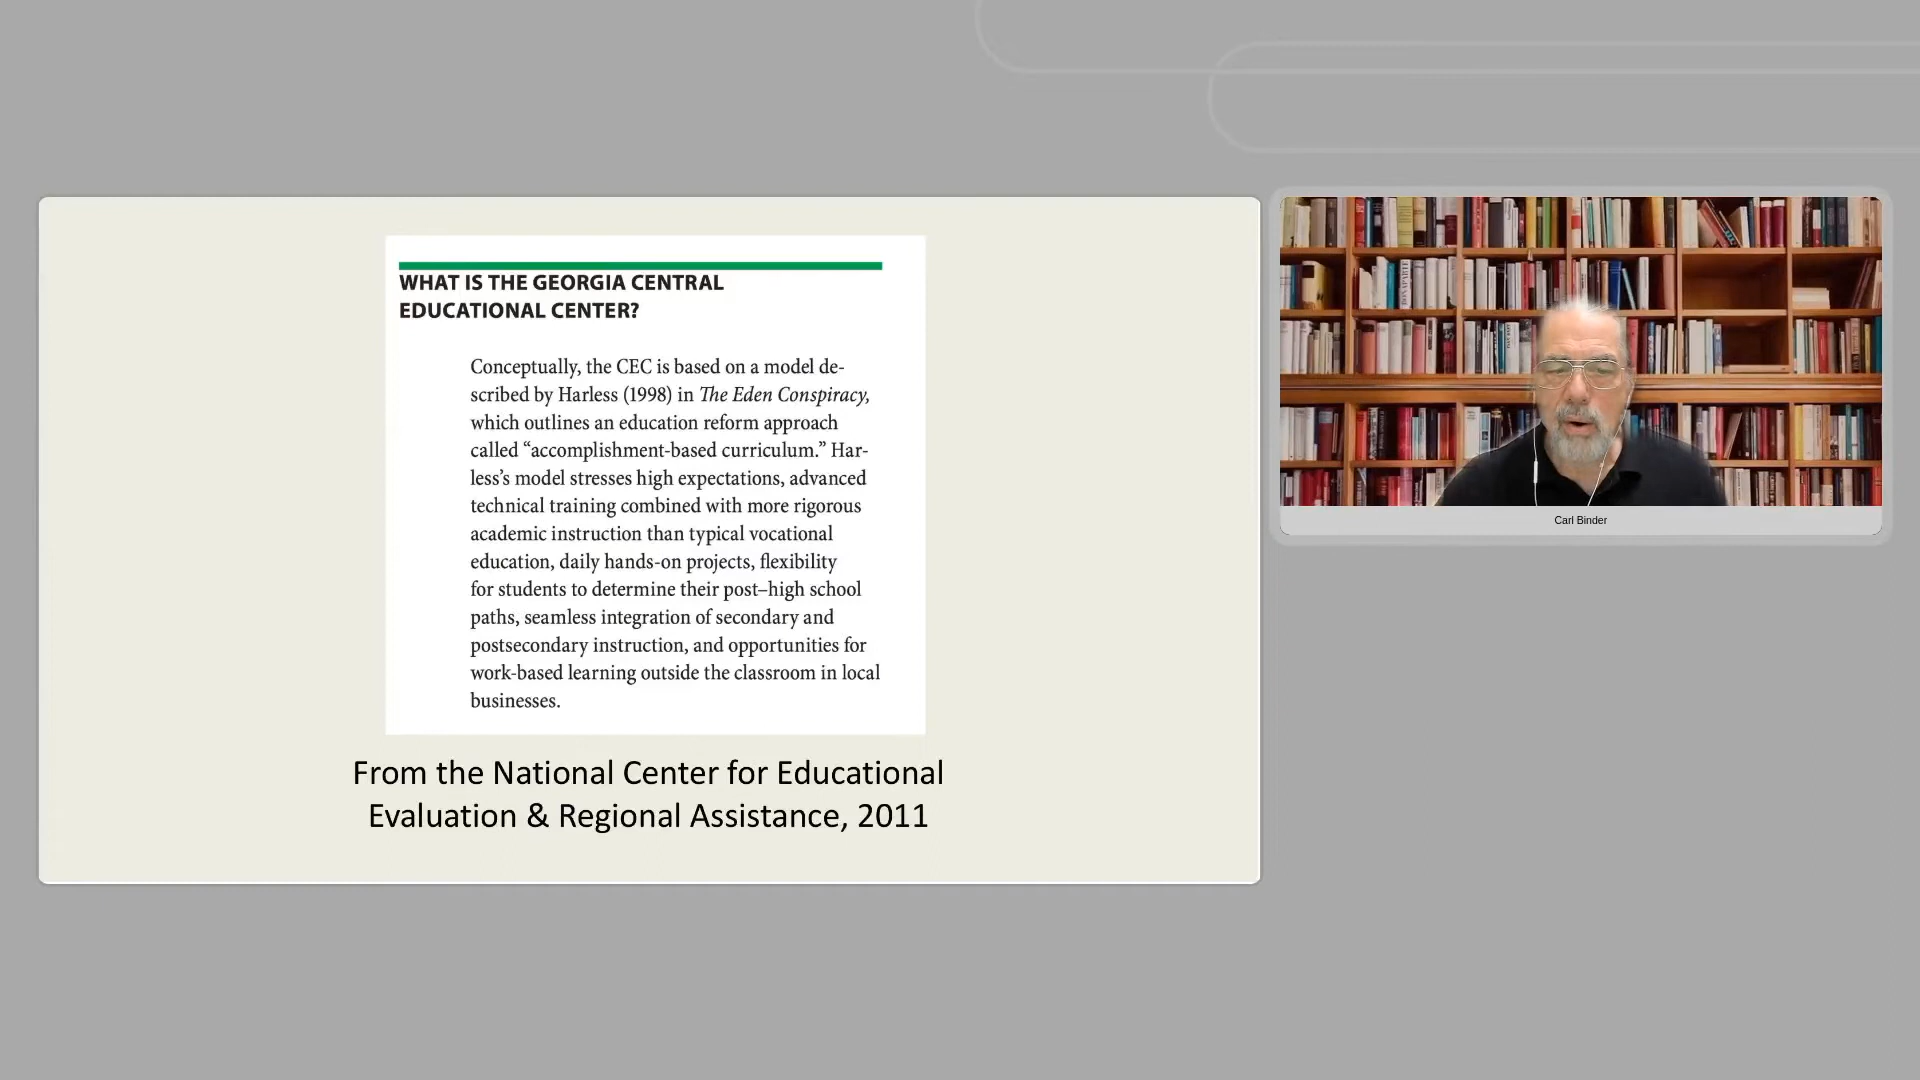 WHAT IS THE GEORGIA CENTRAL
EDUCATIONAL CENTER?
Conceptually, the CEC is based on a model de-
scribed by Harless (1998) in The Eden Conspiracy,
which outlines an education reform approach
called “accomplishment-based curriculum.” Har-
less’s model stresses high expectations, advanced
technical training combined with more rigorous
academic instruction than typical vocational
education, daily hands-on projects, flexibility
for students to determine their post–high school
paths, seamless integration of secondary and
postsecondary instruction, and opportunities for
work-based learning outside the classroom in local
businesses.
From the National Center for Educational
Evaluation & Regional Assistance, 2011
Carl Binder